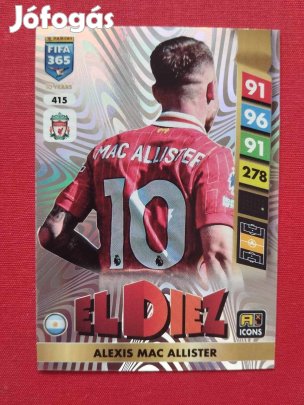 Jófogás
PANINI
FIFA
365
10 YEARS
415
91
96
91
278
MAC ALLISTER
10
EL DIEZ
ICONS
ALEXIS MAC ALLISTER